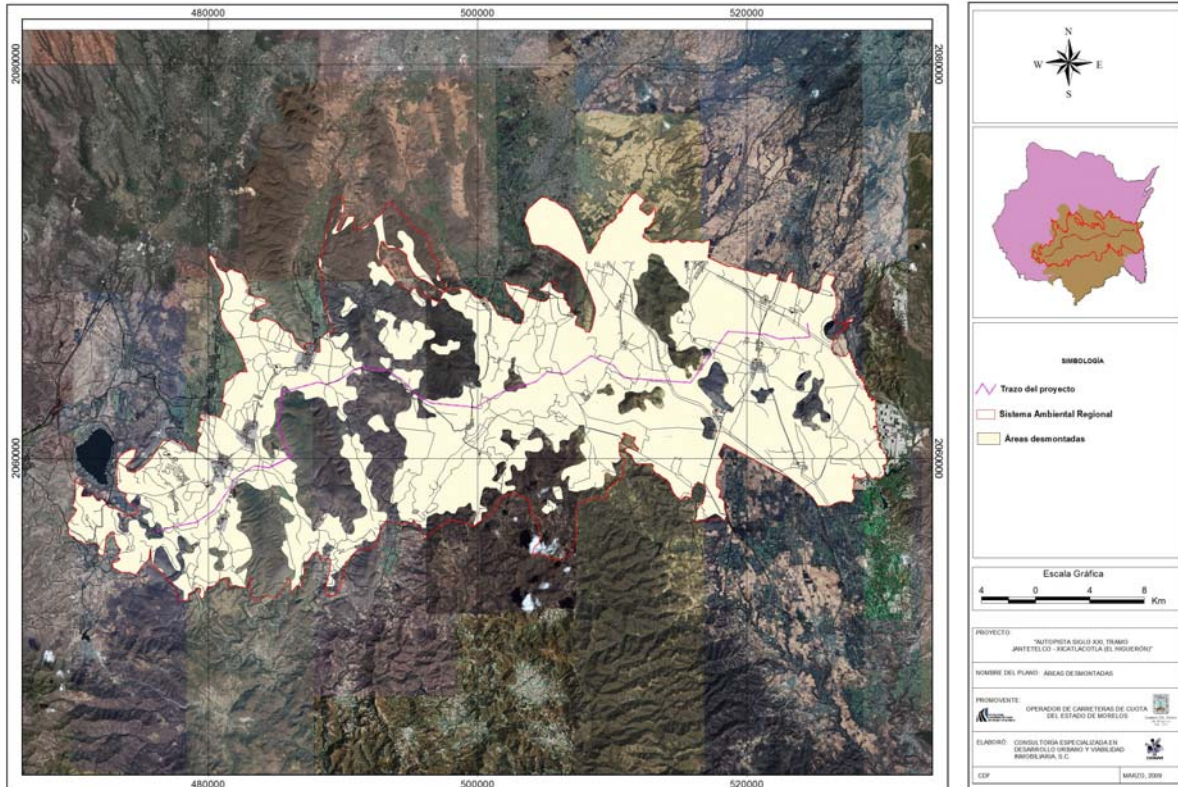 480000
500000
520000
2080000
2080000
2060000
2060000
480000
500000
520000
N
W
E
S
SIMBOLOGÍA
Trazo del proyecto
Sistema Ambiental Regional
Áreas desmontadas
Escala Gráfica
4 0 4 8
Km
PROYECTO:
"AUTOPISTA SIGLO XXI, TRAMO
JANTETELCO - XICATLACOTLA (EL HIGUERÓN)"
NOMBRE DEL PLANO: ÁREAS DESMONTADAS
PROMOVENTE:
OPERADOR DE CARRETERAS DE CUOTA
DEL ESTADO DE MORELOS
ELABORÓ: CONSULTORÍA ESPECIALIZADA EN
DESARROLLO URBANO Y VIABILIDAD
INMOBILIARIA, S.C.
CDF
MARZO, 2009